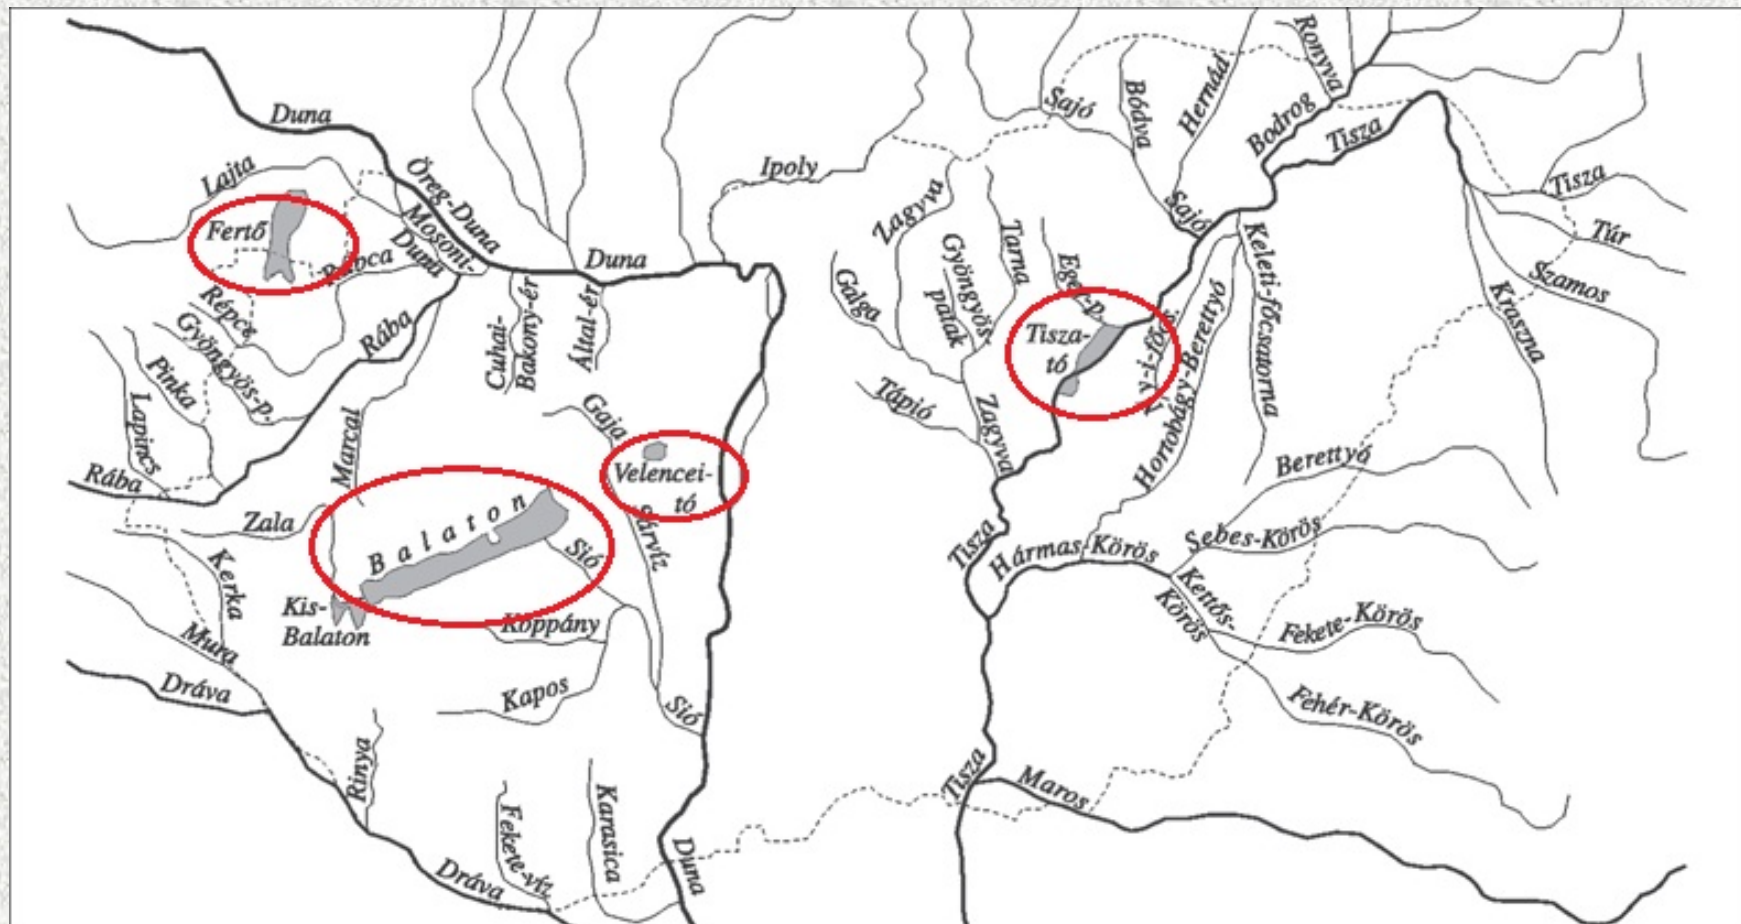 Duna
Lajta
Öreg-Duna
Mosoni-
Duna
Fertő
Rábca
Répce
Gyöngyös-p.
Rába
Pinka
Lapincs
Rába
Marcal
Cuhai-
Bakony-ér
Által-ér
Duna
Ipoly
Gaja
Velencei-
tó
Sárvíz
Balaton
Sió
Zala
Kerka
Kis-
Balaton
Mura
Dráva
Koppány
Kapos
Sió
Rinya
Fekete-víz
Karasica
Dráva
Duna
Sajó
Bódva
Hernád
Ronyva
Bodrog
Tisza
Tisza
Túr
Szamos
Kraszna
Sajó
Zagyva
Tarna
Galga
Gyöngyös-
patak
Eger-p.
Tisza-
tó
Keleti-főcsatorna
Hortobágy-Berettyó
Tápió
Zagyva
Berettyó
Tisza
Hármas-Körös
Sebes-Körös
Kettős-
Körös
Fekete-Körös
Fehér-Körös
Tisza
Maros